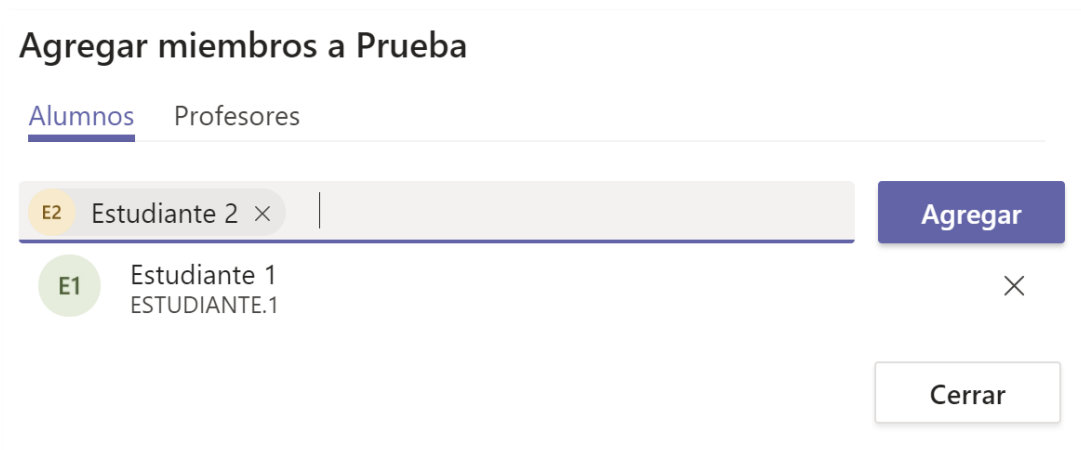 Agregar miembros a Prueba
Alumnos Profesores
E2 Estudiante 2 Agregar
E1 Estudiante 1
ESTUDIANTE.1
Cerrar